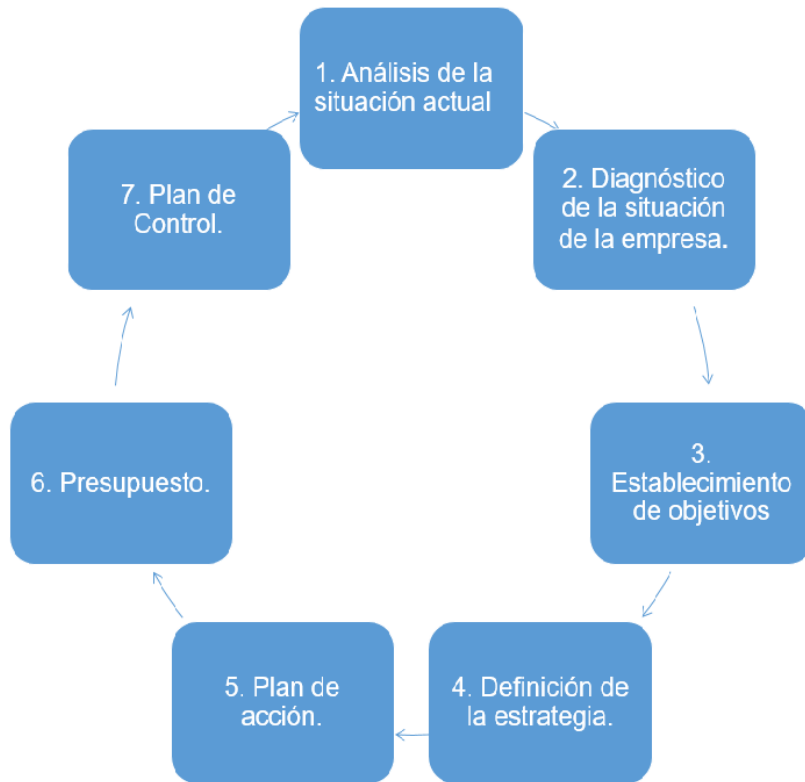 1. Análisis de la
situación actual
2. Diagnóstico
de la situación
de la empresa.
3.
Establecimiento
de objetivos
4. Definición de
la estrategia.
5. Plan de
acción.
6. Presupuesto.
7. Plan de
Control.